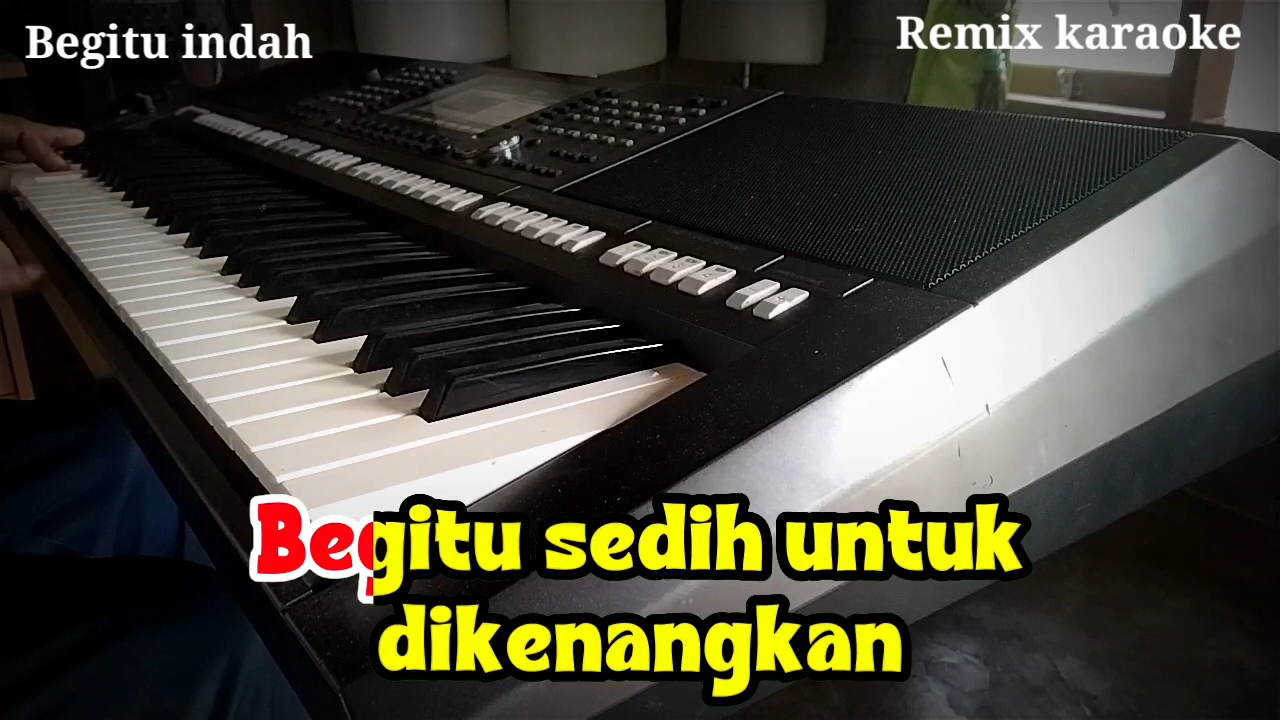 Begitu indah
Remix karaoke
Begitu sedih untuk
dikenangkan